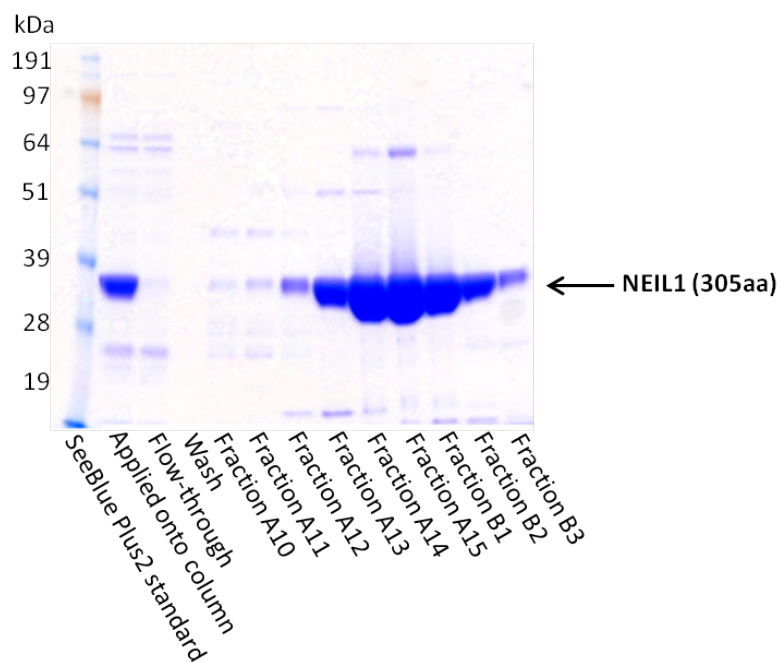 kDa
191
97
64
51
39
28
19
NEIL1 (305aa)
SeeBlue Plus2 standard
Applied onto column
Flow-through
Wash
Fraction A10
Fraction A11
Fraction A12
Fraction A13
Fraction A14
Fraction A15
Fraction B1
Fraction B2
Fraction B3